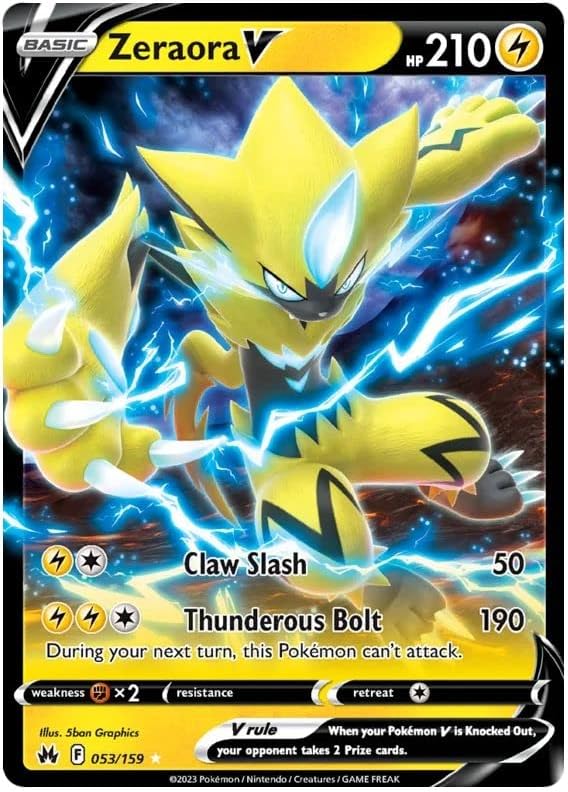 BASIC Zeraora V HP 210
Claw Slash 50
Thunderous Bolt 190
During your next turn, this Pokémon can't attack.
weakness ×2 resistance retreat
Illus. 5ban Graphics
V rule When your Pokémon V is Knocked Out,
your opponent takes 2 Prize cards.
F 053/159
©2023 Pokémon / Nintendo / Creatures / GAME FREAK